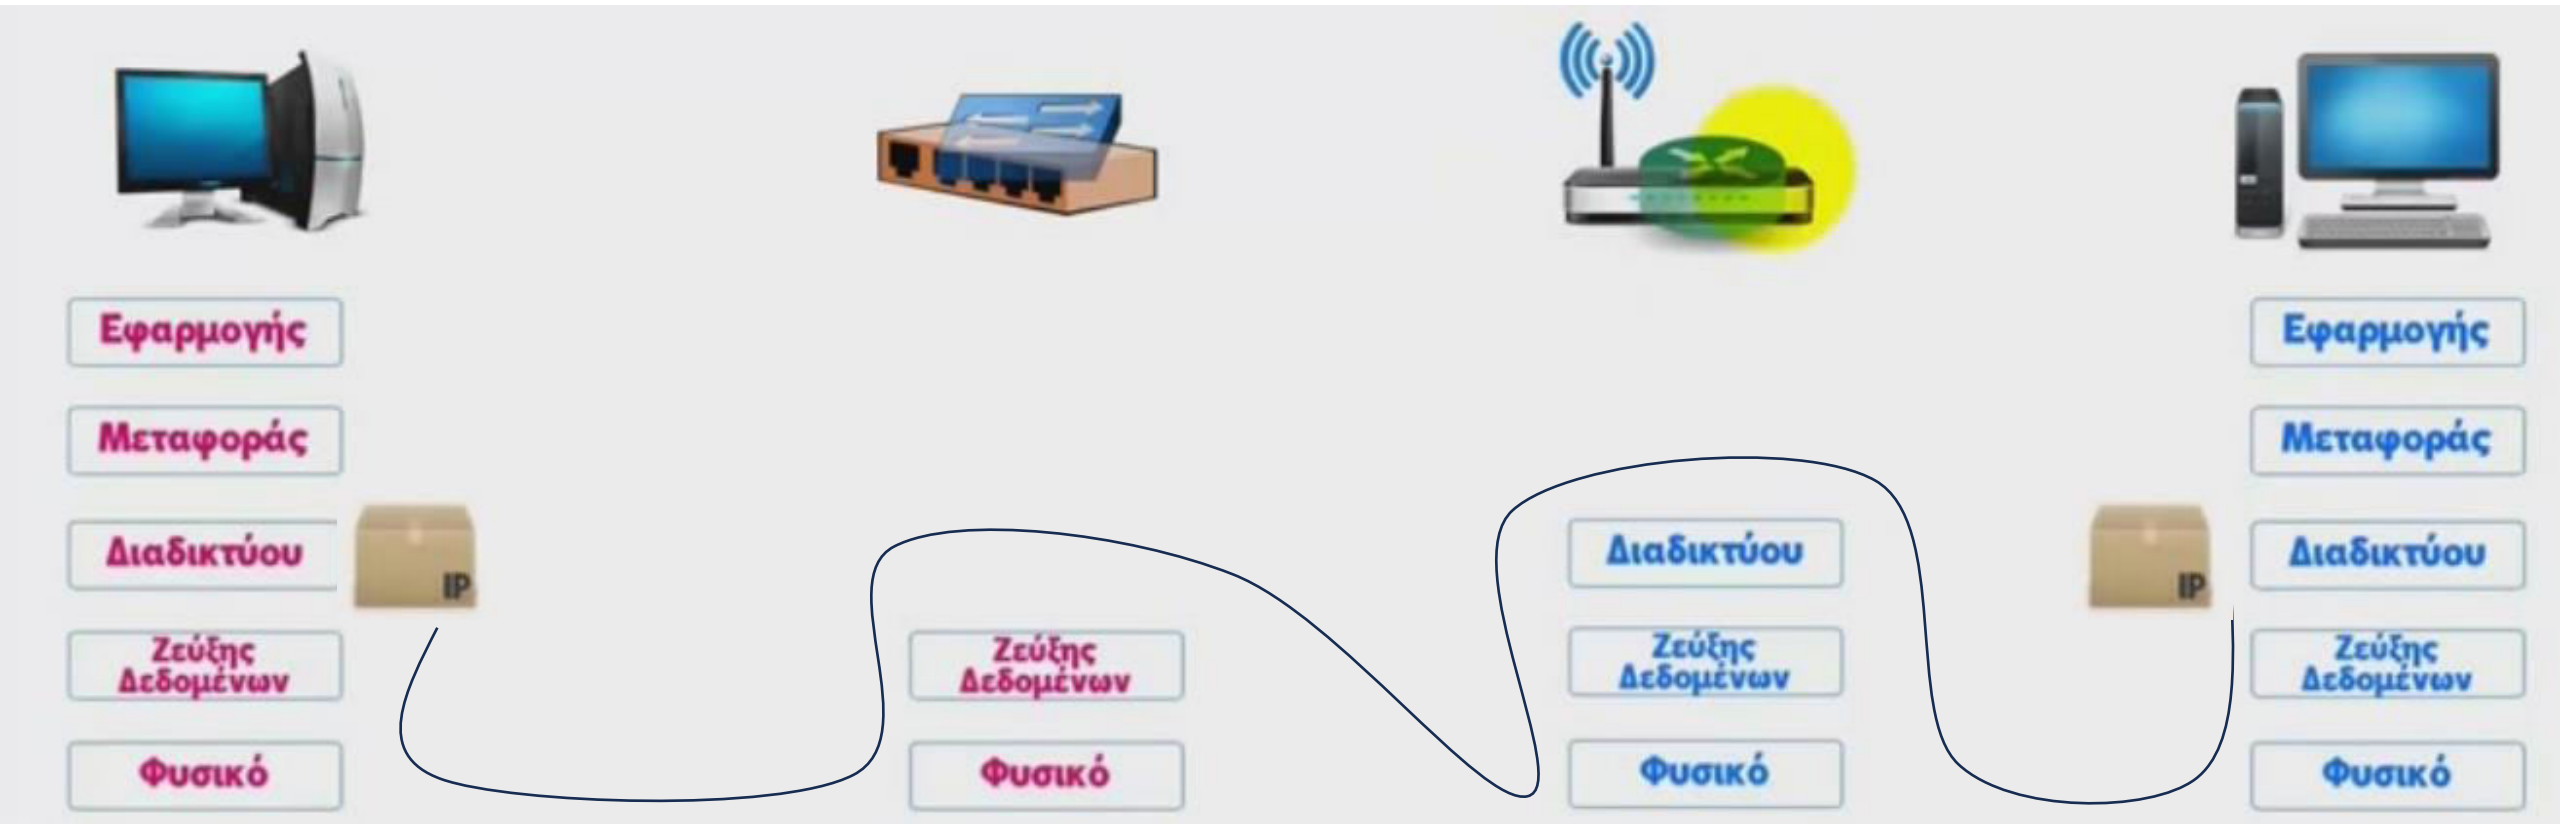 Εφαρμογής
Εφαρμογής
Μεταφοράς
Μεταφοράς
Διαδικτύου
IP
Διαδικτύου
IP
Διαδικτύου
Ζεύξης
Δεδομένων
Ζεύξης
Δεδομένων
Ζεύξης
Δεδομένων
Ζεύξης
Δεδομένων
Φυσικό
Φυσικό
Φυσικό
Φυσικό